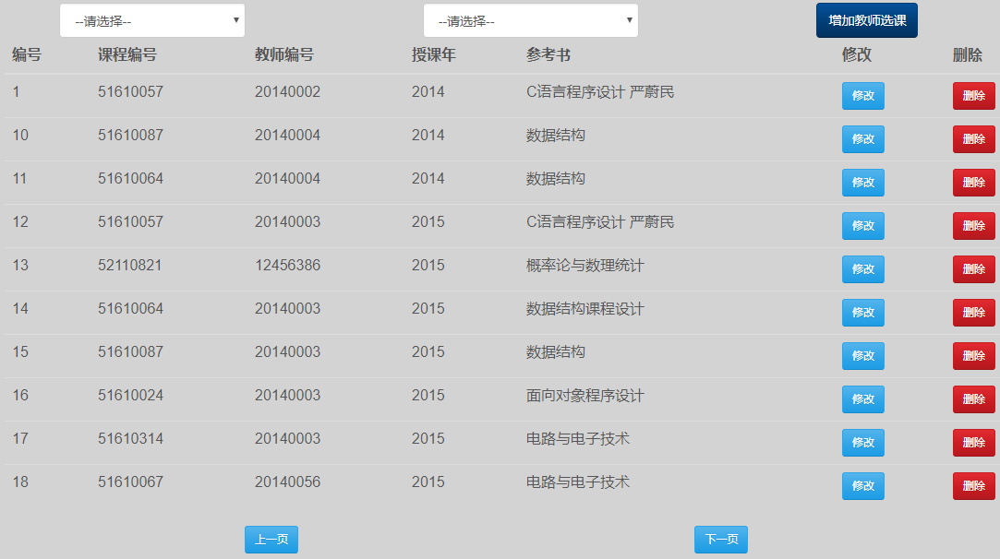 --请选择-- --请选择-- 增加教师选课
编号 课程编号 教师编号 授课年 参考书 修改 删除
1 51610057 20140002 2014 C语言程序设计 严蔚民 修改 删除
10 51610087 20140004 2014 数据结构 修改 删除
11 51610064 20140004 2014 数据结构 修改 删除
12 51610057 20140003 2015 C语言程序设计 严蔚民 修改 删除
13 52110821 12456386 2015 概率论与数理统计 修改 删除
14 51610064 20140003 2015 数据结构课程设计 修改 删除
15 51610087 20140003 2015 数据结构 修改 删除
16 51610024 20140003 2015 面向对象程序设计 修改 删除
17 51610314 20140003 2015 电路与电子技术 修改 删除
18 51610067 20140056 2015 电路与电子技术 修改 删除
上一页 下一页